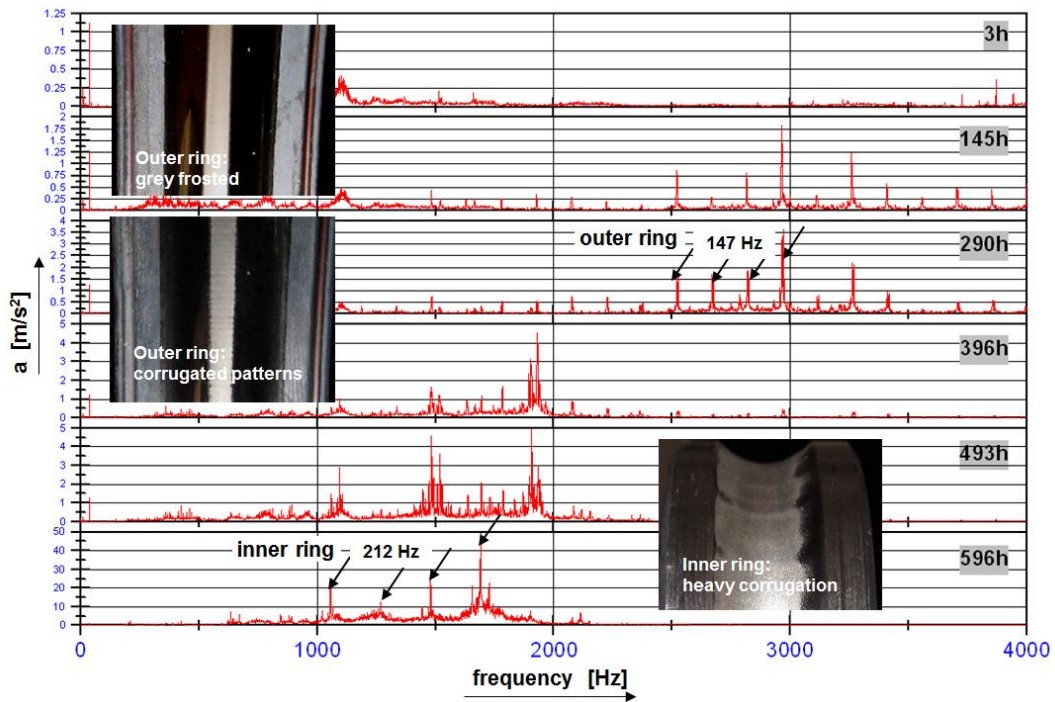 1.25
1
0.75
0.5
0.25
0
3h
Outer ring:
grey frosted
2
1.75
1.25
1
0.75
0.5
0.25
0
145h
4
3.5
3
2.5
2
1.5
1
0.5
0
290h
outer ring
147 Hz
Outer ring:
corrugated patterns
5
4
3
2
1
0
396h
5
4
3
2
1
0
493h
50
40
30
20
10
0
596h
inner ring
212 Hz
Inner ring:
heavy corrugation
a [m/s²]
0
1000
2000
3000
4000
frequency [Hz]